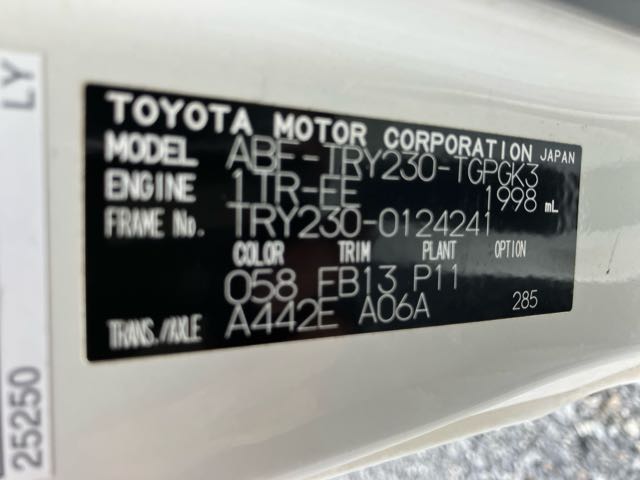 TOYOTA MOTOR CORPORATION JAPAN
MODEL ABF-TRY230-TGPGK3
ENGINE 1TR-FE 1998 mL
FRAME No. TRY230-0124241
COLOR TRIM PLANT OPTION
058 FB13 P11
TRANS./AXLE A442E A06A 285
LY
25250